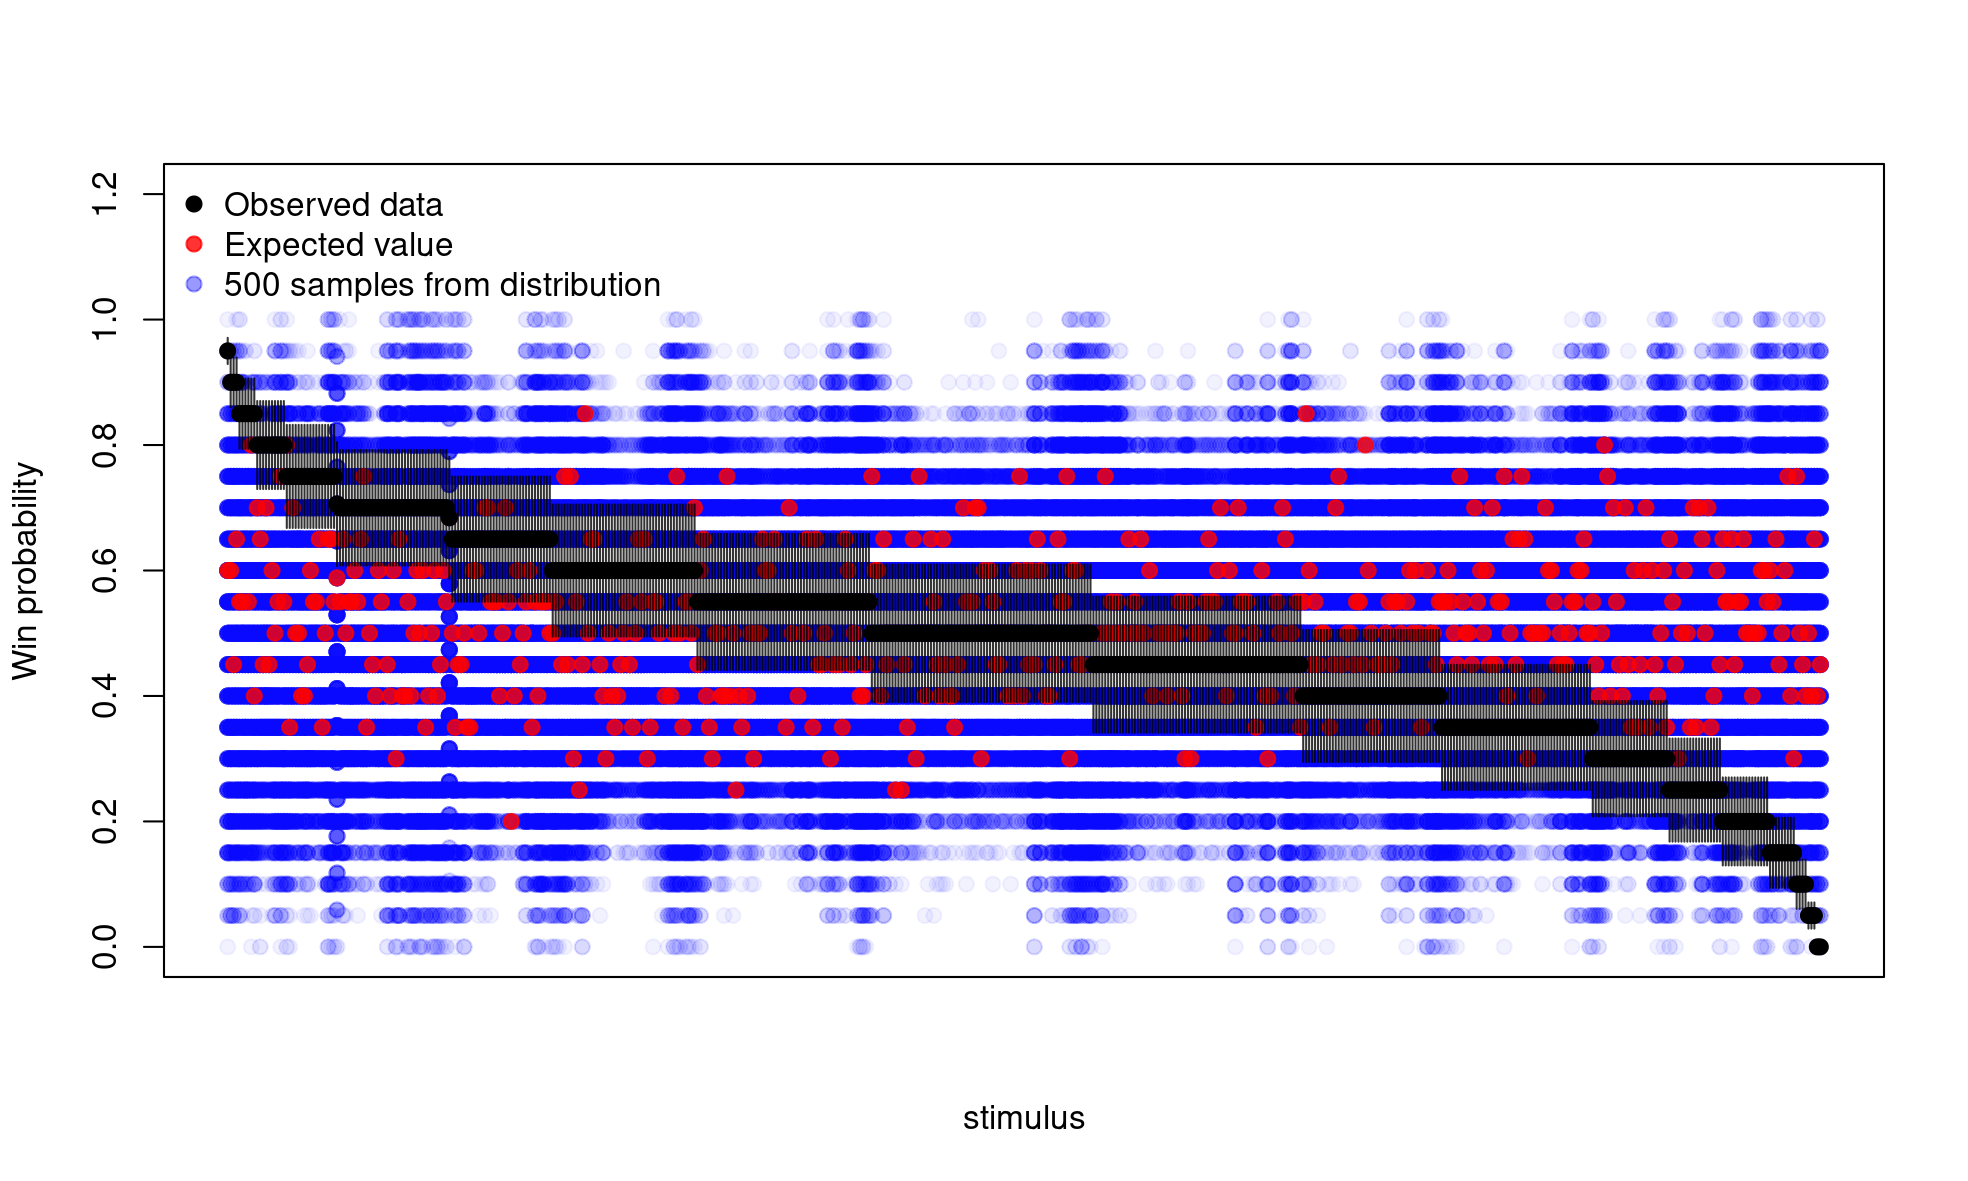 1.2
Observed data
Expected value
500 samples from distribution
1.0
0.8
0.6
0.4
0.2
0.0
Win probability
stimulus